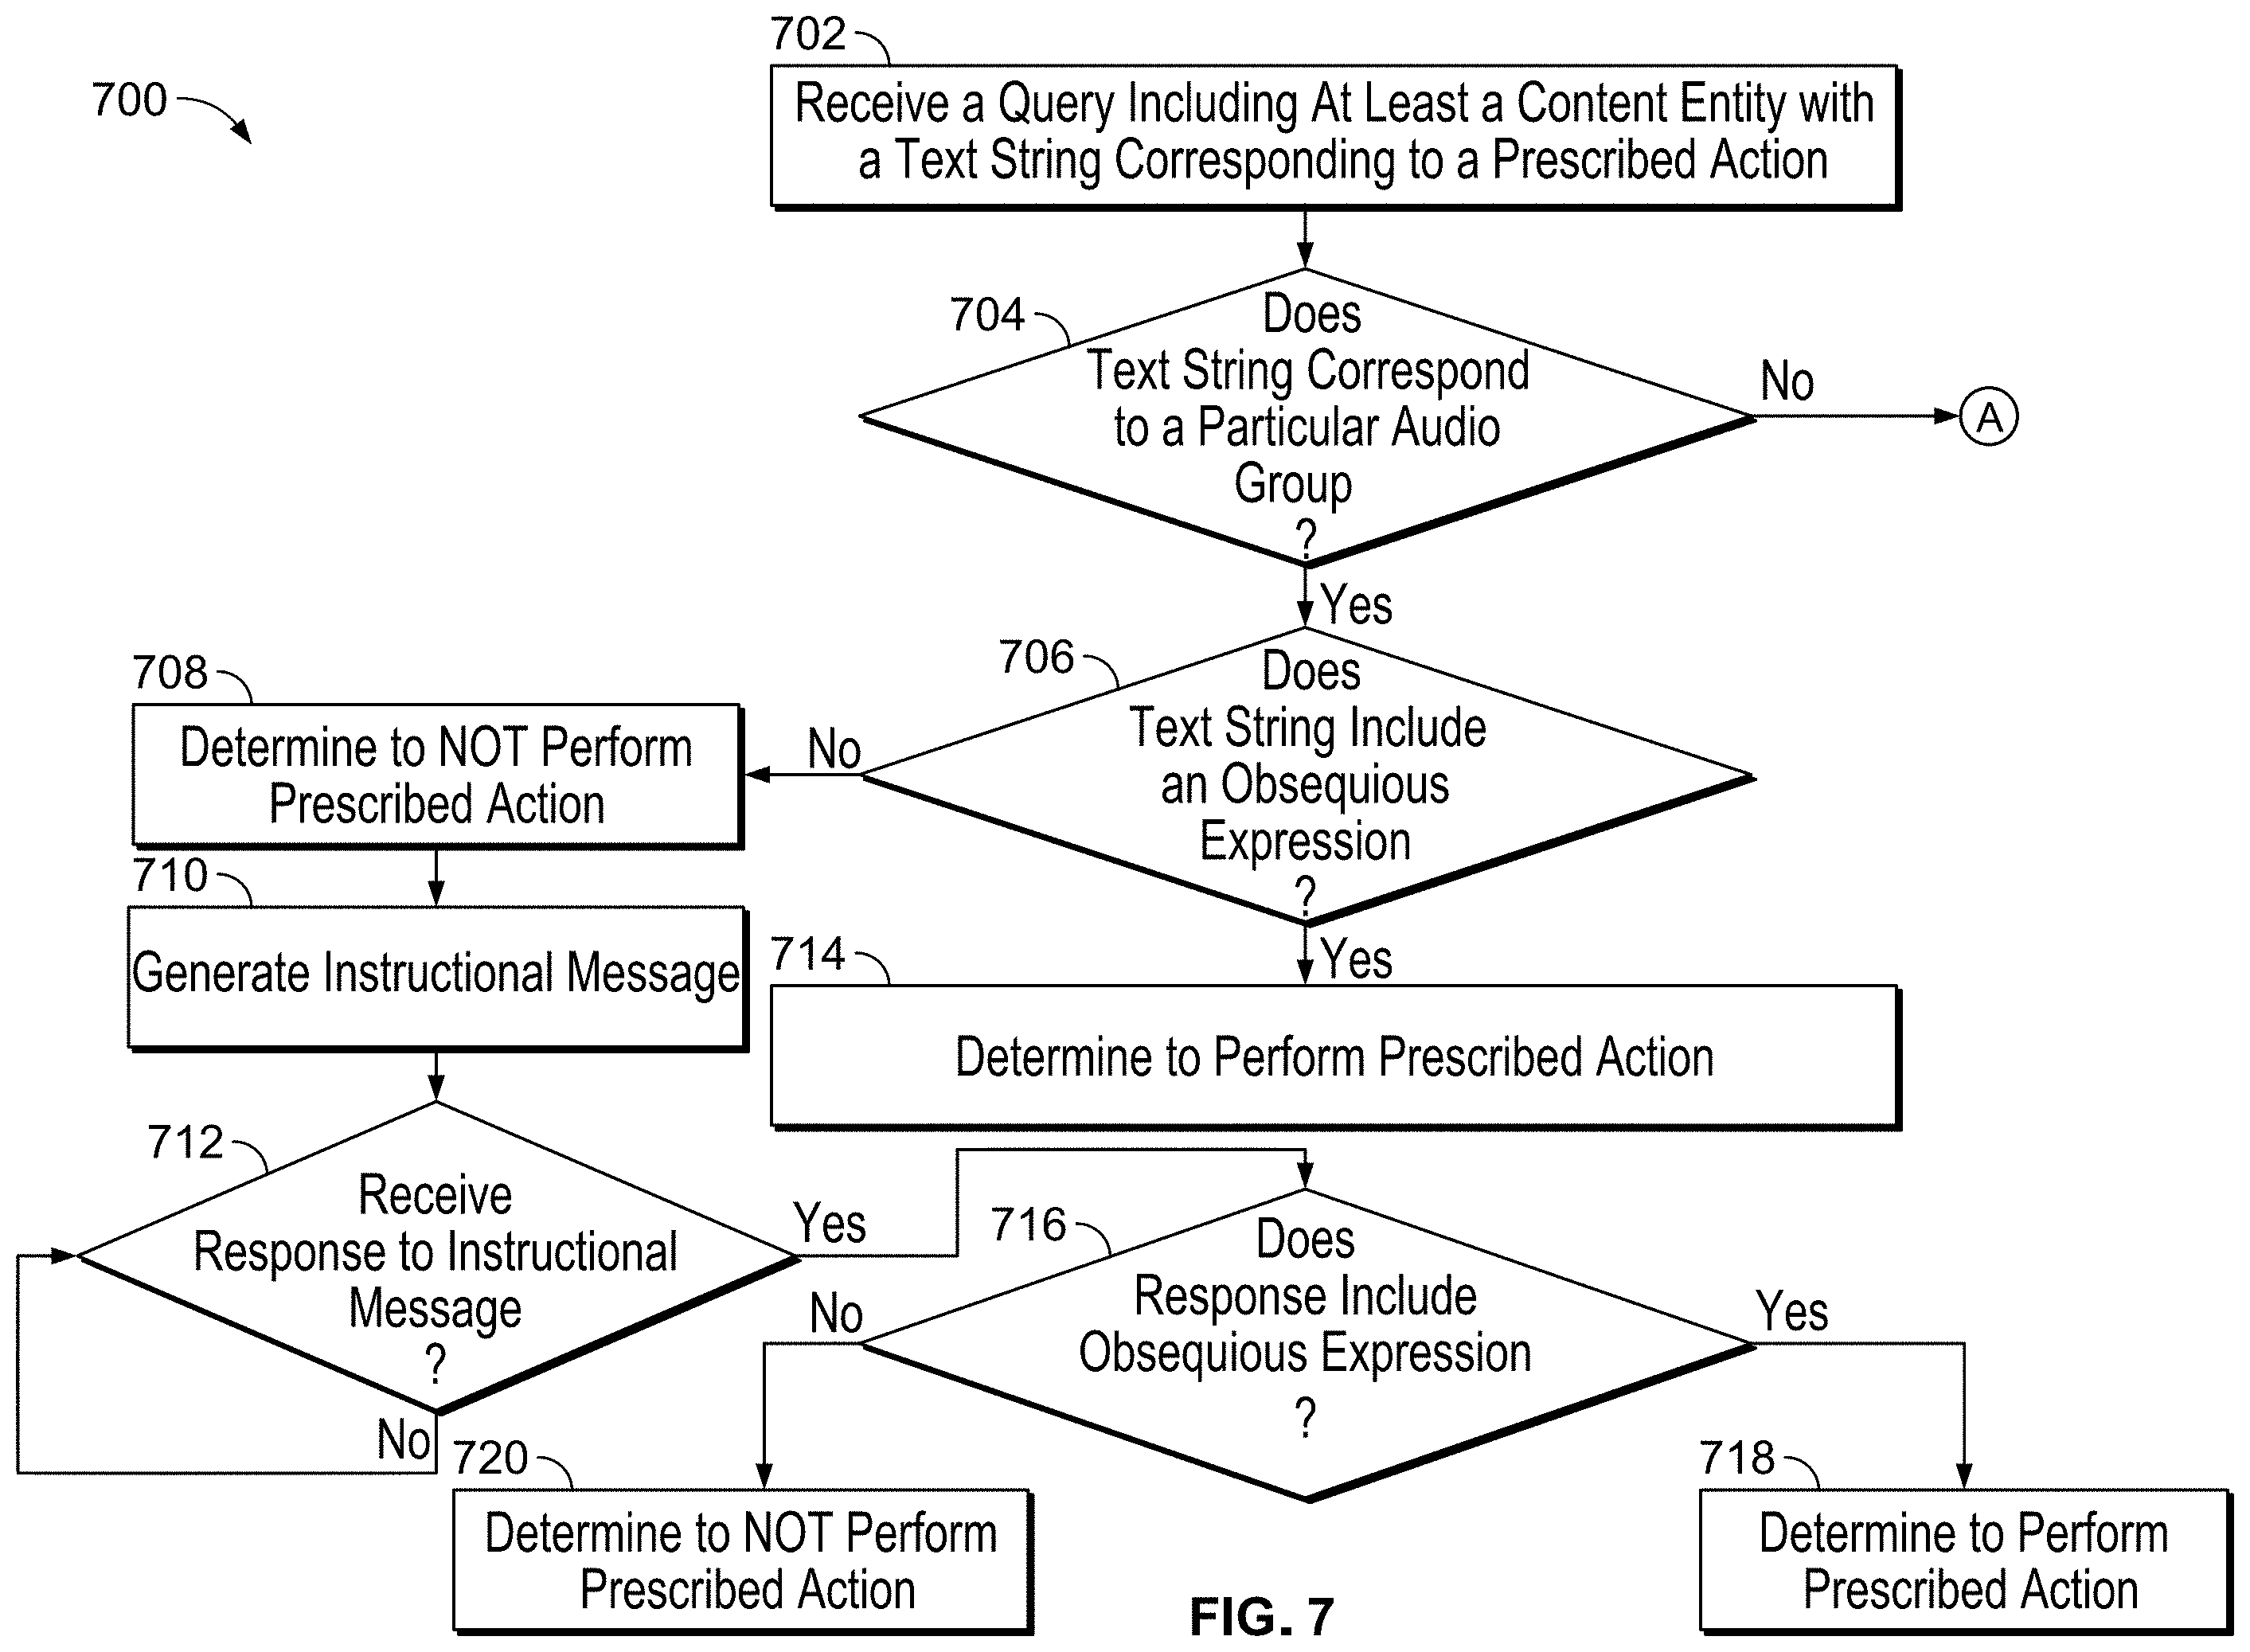 700
702
Receive a Query Including At Least a Content Entity with
a Text String Corresponding to a Prescribed Action
704
Does
Text String Correspond
to a Particular Audio
Group
?
No
A
Yes
706
Does
Text String Include
an Obsequious
Expression
?
No
708
Determine to NOT Perform
Prescribed Action
710
Generate Instructional Message
Yes
714
Determine to Perform Prescribed Action
712
Receive
Response to Instructional
Message
?
No
Yes
716
Does
Response Include
Obsequious Expression
?
No
Yes
720
Determine to NOT Perform
Prescribed Action
718
Determine to Perform
Prescribed Action
FIG. 7